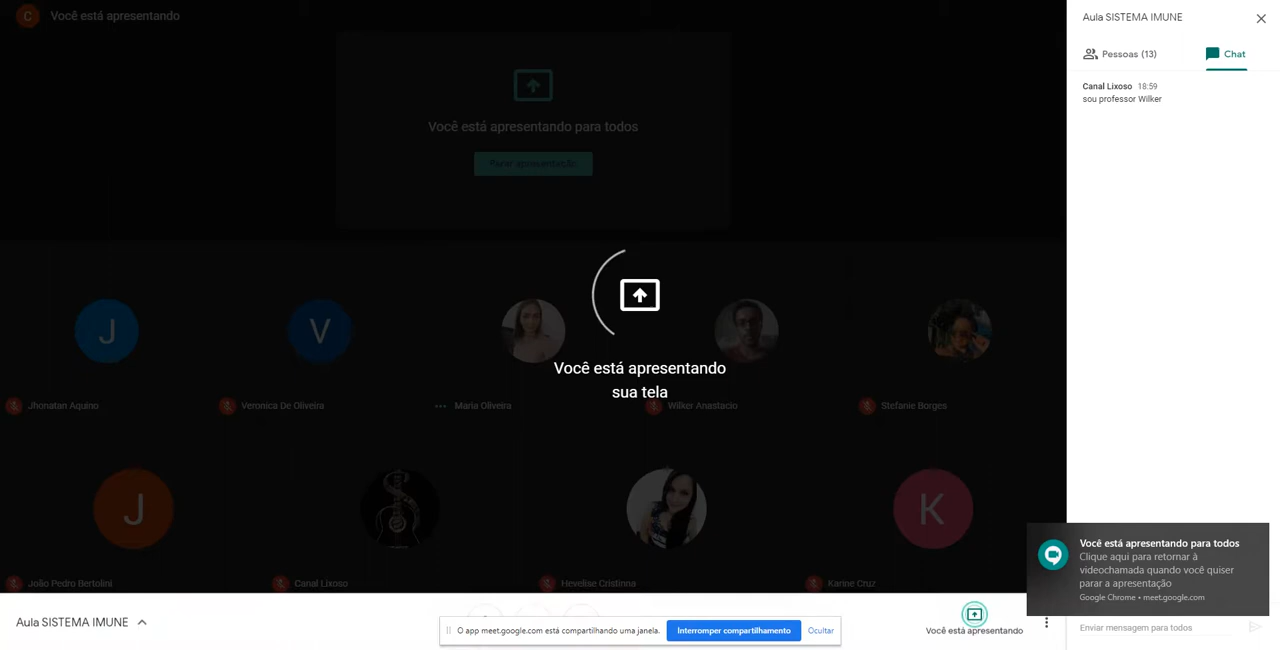 C
Você está apresentando
Você está apresentando para todos
Parar apresentação
Você está apresentando
sua tela
J
V
Jhonatan Aquino
Veronica De Oliveira
Maria Oliveira
Wilker Anastacio
Stefanie Borges
J
K
João Pedro Bertolini
Canal Lixoso
Hevelise Cristinna
Karine Cruz
Aula SISTEMA IMUNE
O app meet.google.com está compartilhando uma janela.
Interromper compartilhamento
Ocultar
Você está apresentando
Aula SISTEMA IMUNE
Pessoas (13)
Chat
Canal Lixoso 18:59
sou professor Wilker
Você está apresentando para todos
Clique aqui para retornar à
videochamada quando você quiser
parar a apresentação
Google Chrome • meet.google.com
Enviar mensagem para todos